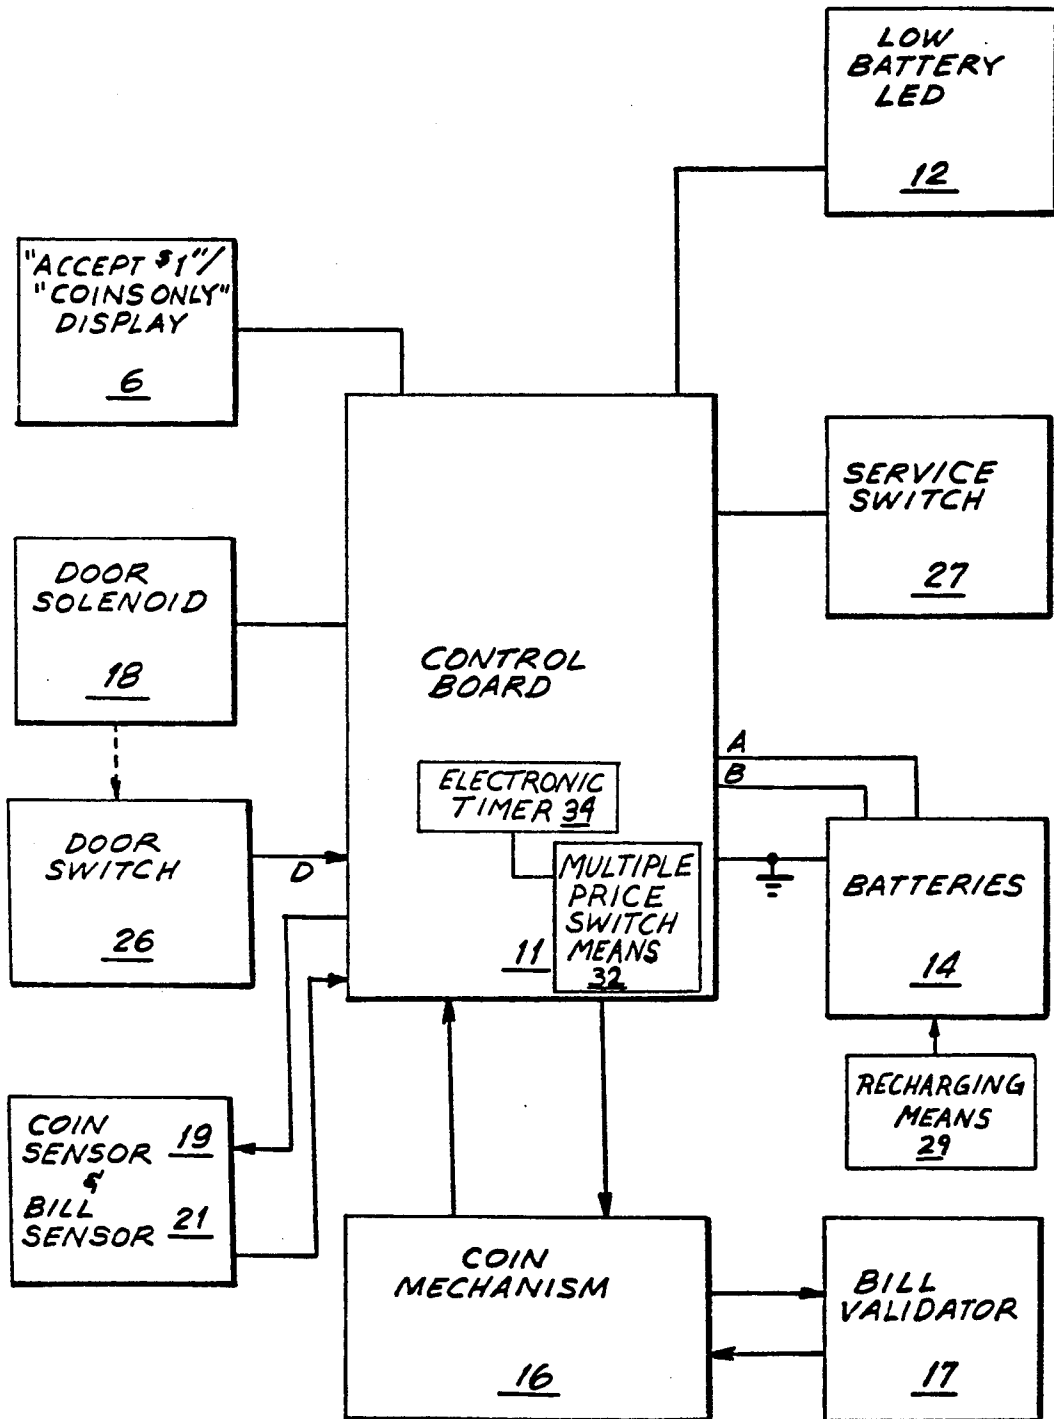 LOW
BATTERY
LED
12
"ACCEPT $1"/
"COINS ONLY"
DISPLAY
6
SERVICE
SWITCH
27
DOOR
SOLENOID
18
CONTROL
BOARD
A
B
ELECTRONIC
TIMER 34
DOOR
SWITCH
26
D
MULTIPLE
PRICE
SWITCH
MEANS
32
11
BATTERIES
14
RECHARGING
MEANS
29
COIN
SENSOR 19
&
BILL
SENSOR 21
COIN
MECHANISM
16
BILL
VALIDATOR
17